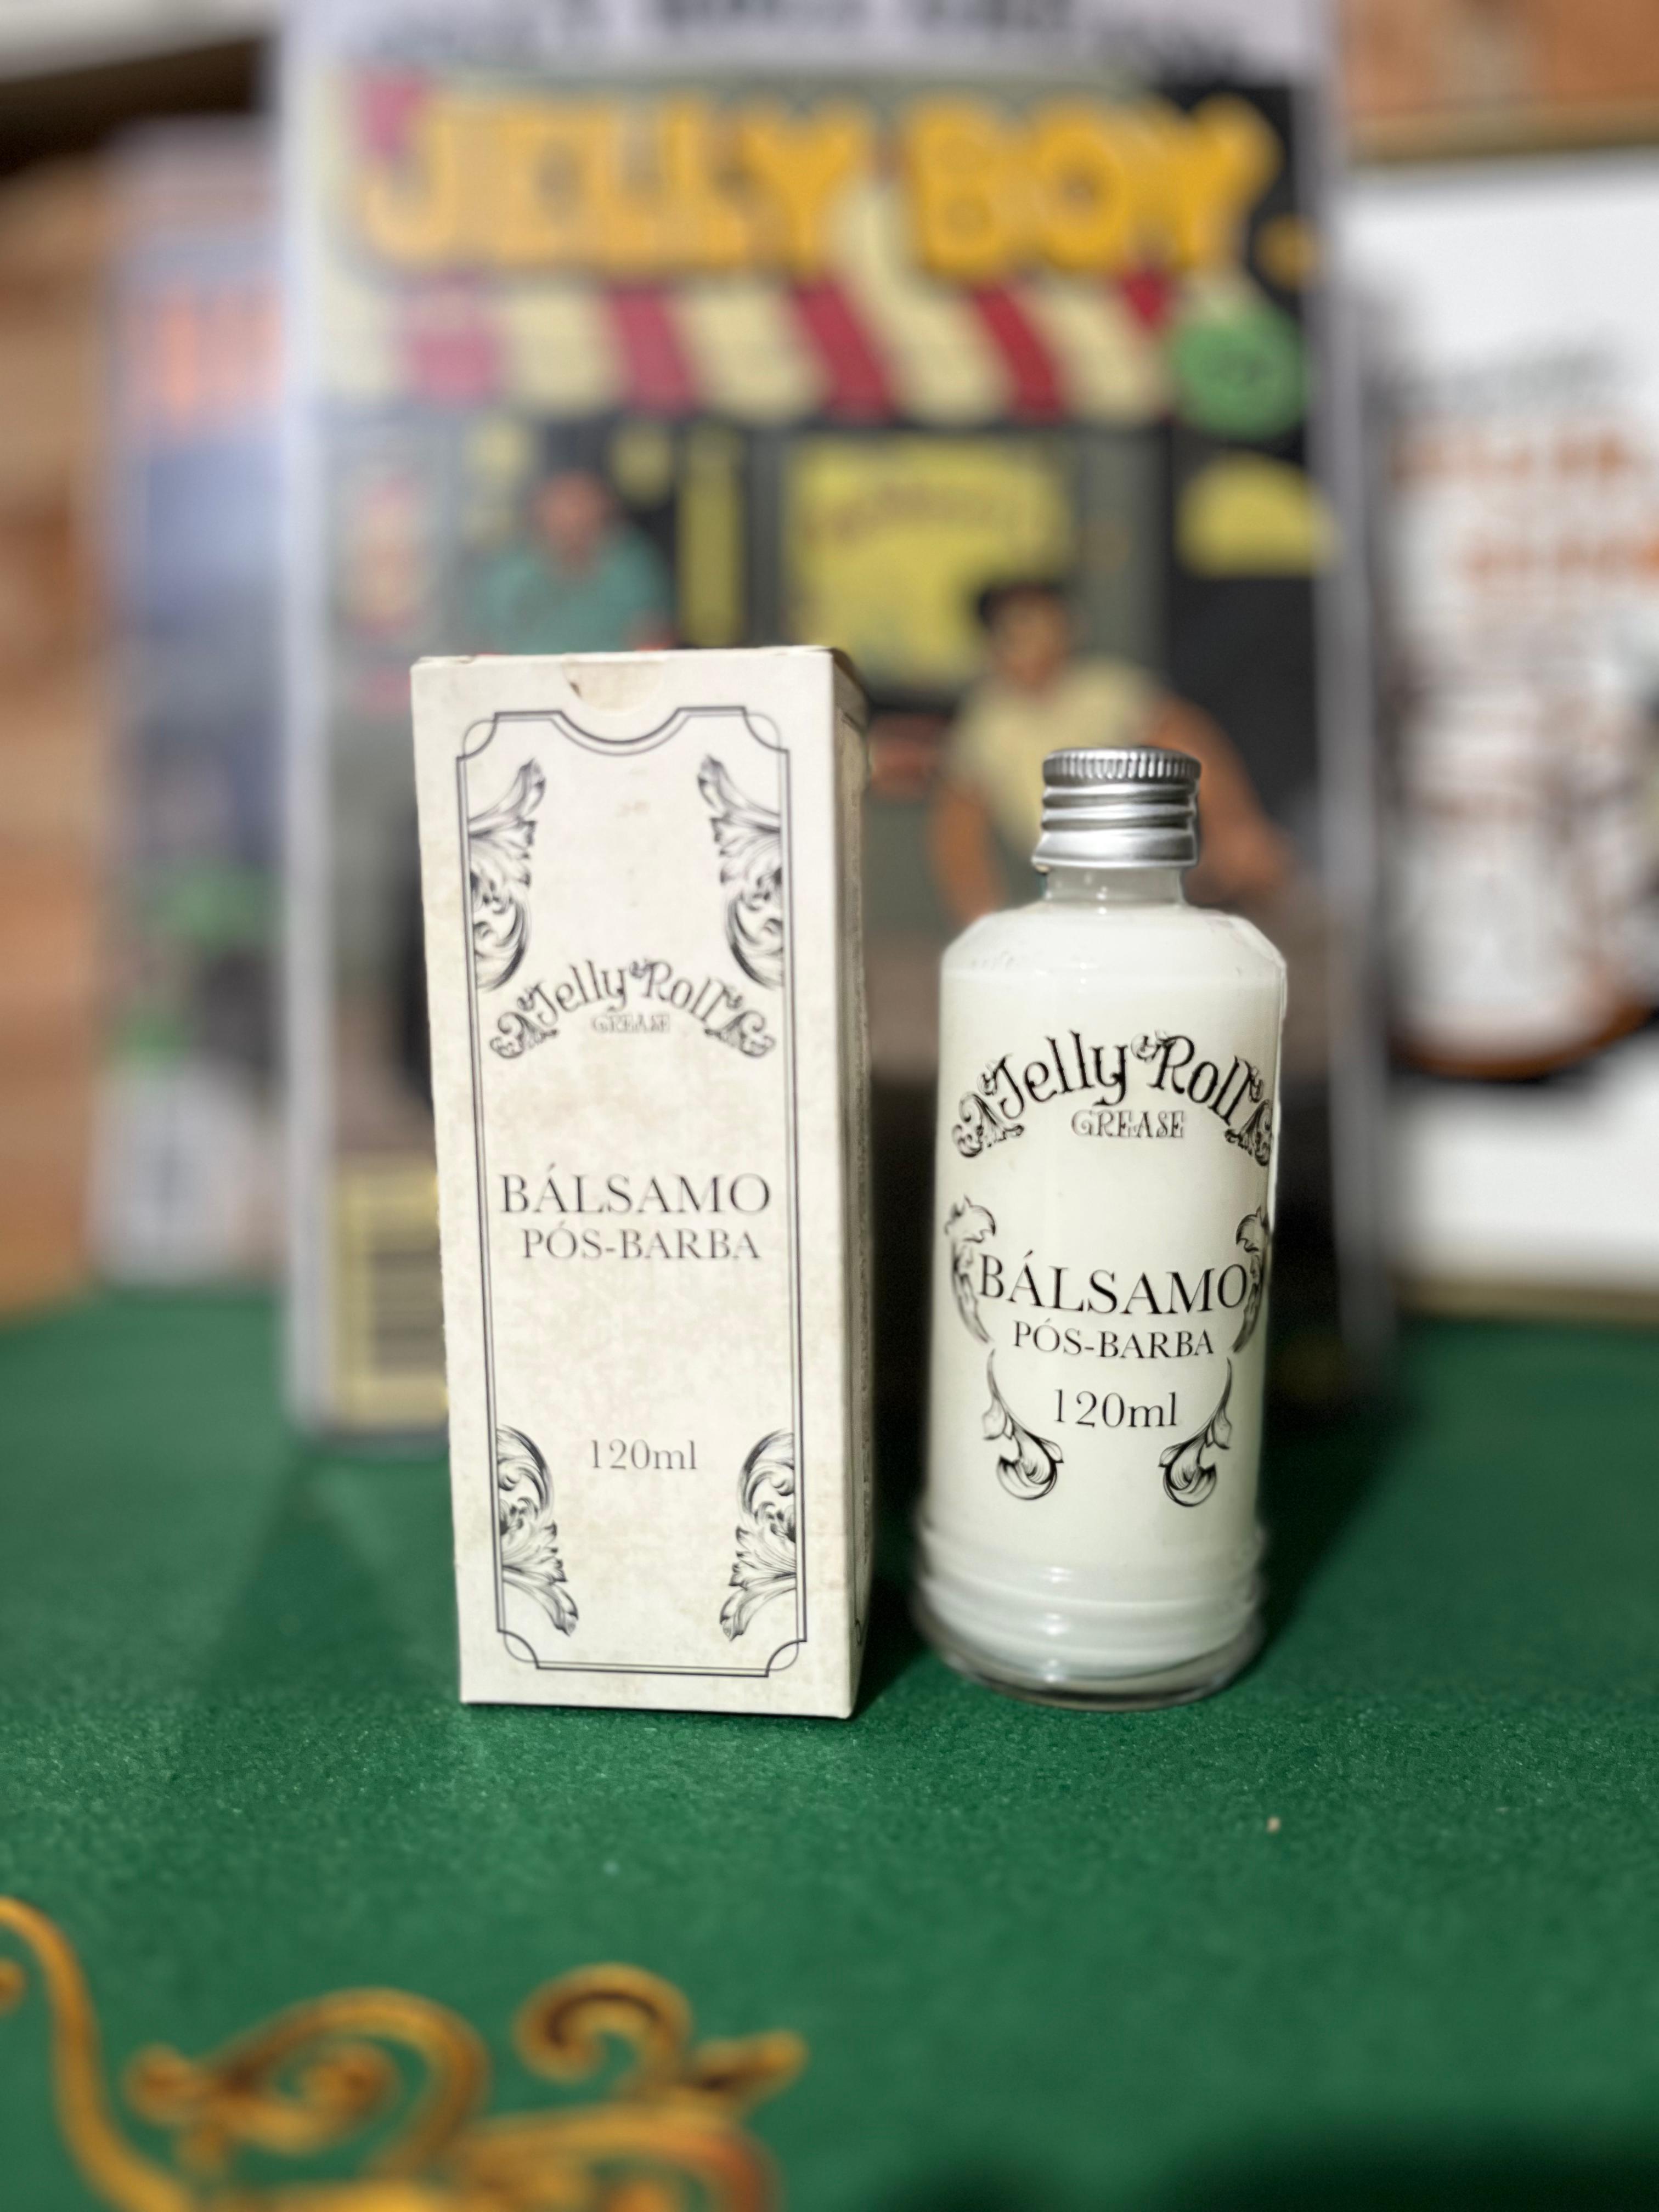 JELLY BOY
Jelly Roll
GREASE
BÁLSAMO
PÓS-BARBA
120ml
Jelly Roll
GREASE
BÁLSAMO
PÓS-BARBA
120ml